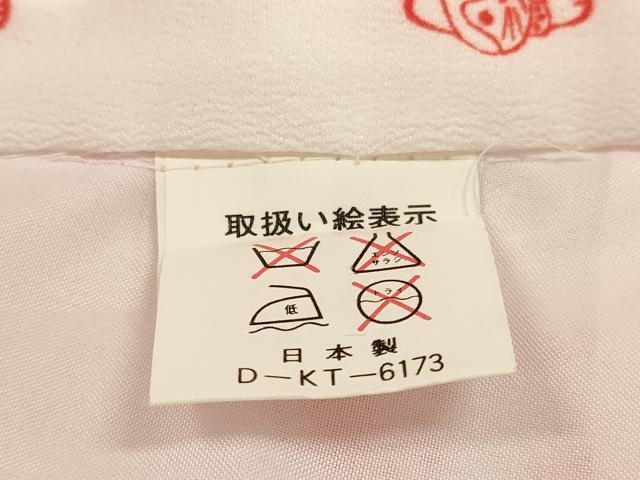 取扱い絵表示
エンソ
サラシ
低
ドライ
日本製
D-KT-6173